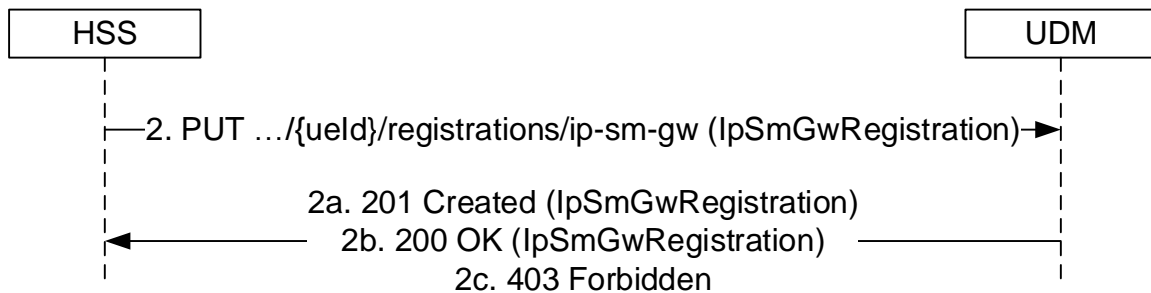 HSS
UDM
2. PUT …/{ueId}/registrations/ip-sm-gw (IpSmGwRegistration)
2a. 201 Created (IpSmGwRegistration)
2b. 200 OK (IpSmGwRegistration)
2c. 403 Forbidden